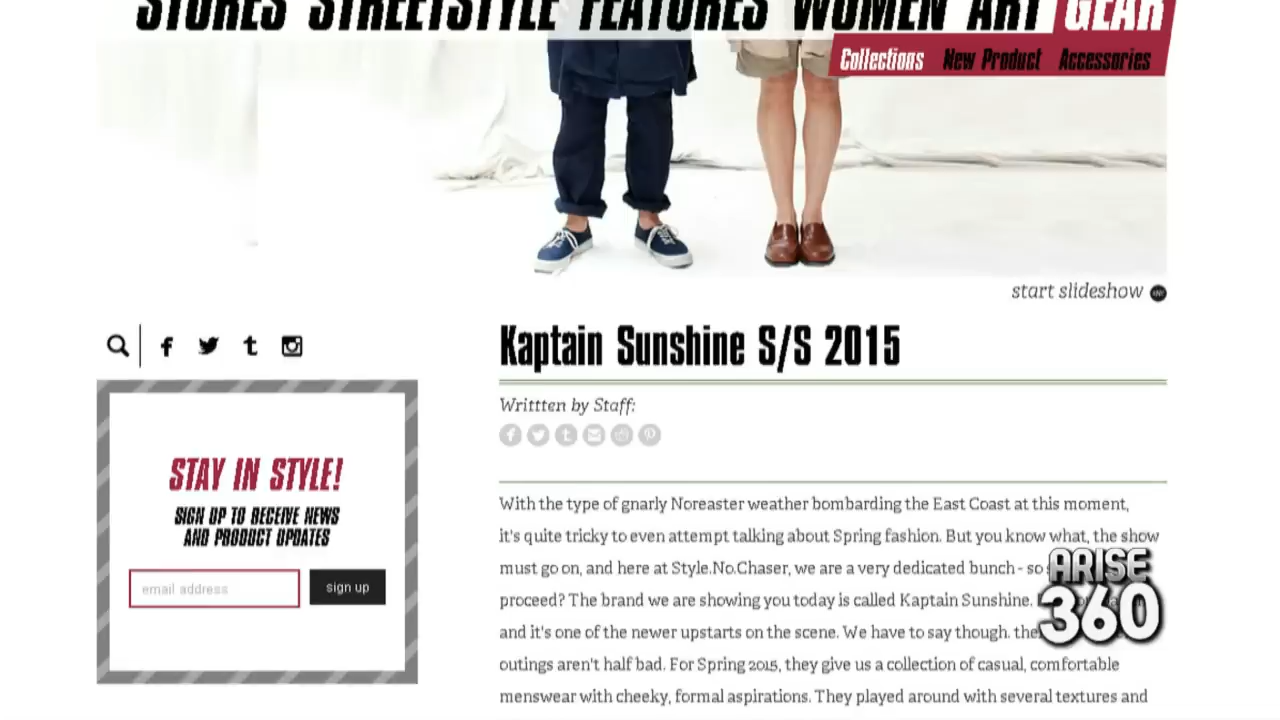 STORES STREETSTYLE FEATURES WOMEN ART GEAR
Collections New Product Accessories
start slideshow
Kaptain Sunshine S/S 2015
Writtten by Staff:
STAY IN STYLE!
SIGN UP TO RECEIVE NEWS
AND PRODUCT UPDATES
email address
sign up
With the type of gnarly Noreaster weather bombarding the East Coast at this moment,
it's quite tricky to even attempt talking about Spring fashion. But you know what, the show
must go on, and here at Style.No.Chaser, we are a very dedicated bunch - so
proceed? The brand we are showing you today is called Kaptain Sunshine.
and it's one of the newer upstarts on the scene. We have to say though. the
outings aren't half bad. For Spring 2015, they give us a collection of casual, comfortable
menswear with cheeky, formal aspirations. They played around with several textures and
ARISE
360